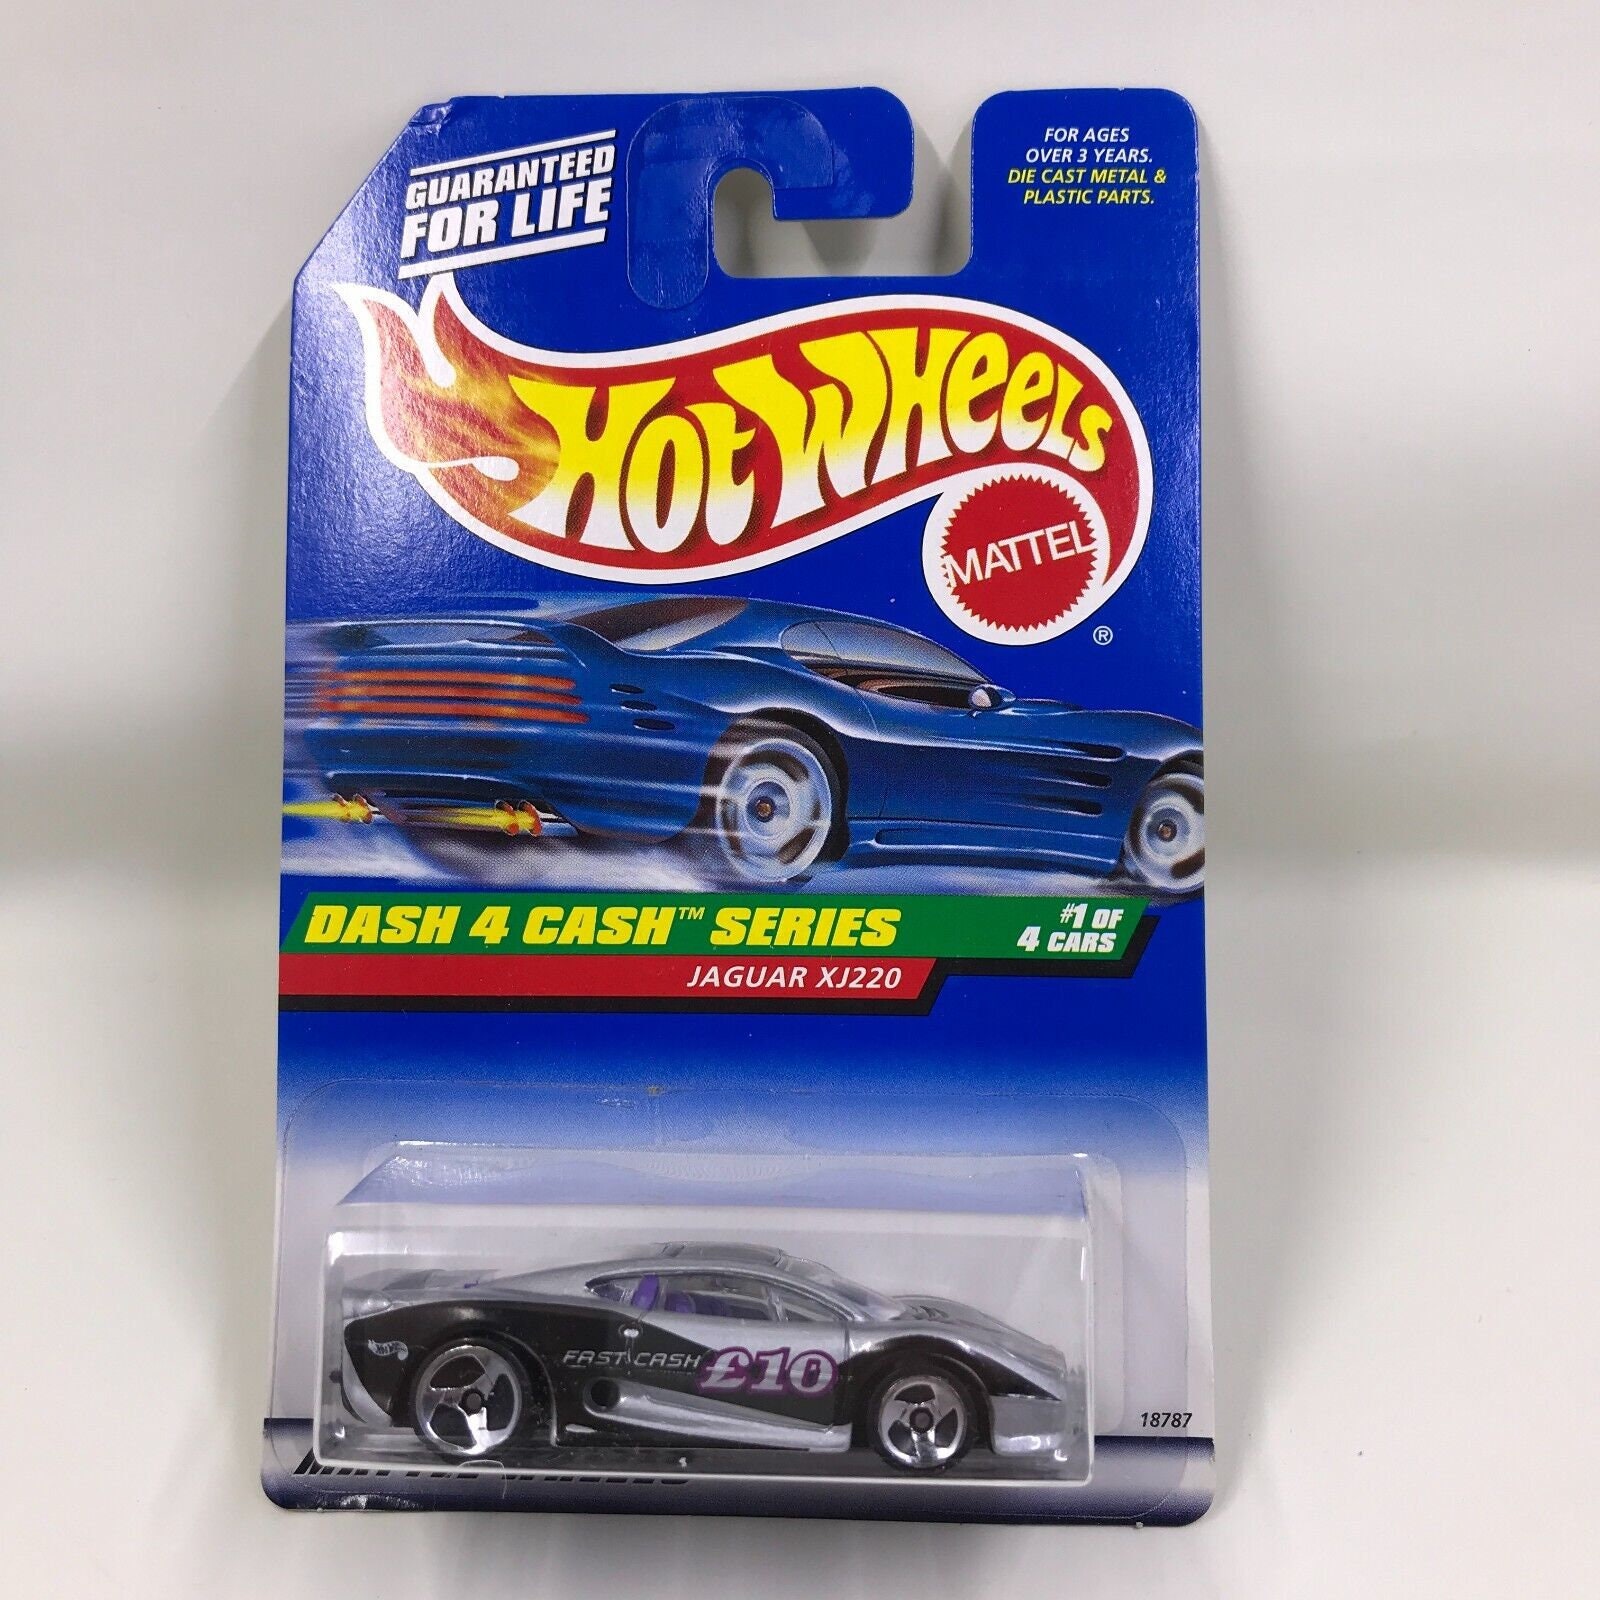 GUARANTEED
FOR LIFE
FOR AGES
OVER 3 YEARS.
DIE CAST METAL &
PLASTIC PARTS.
HOT WHEELS
MATTEL
®
DASH 4 CASH™ SERIES
#1 OF
4 CARS
JAGUAR XJ220
FAST CASH £10
18787